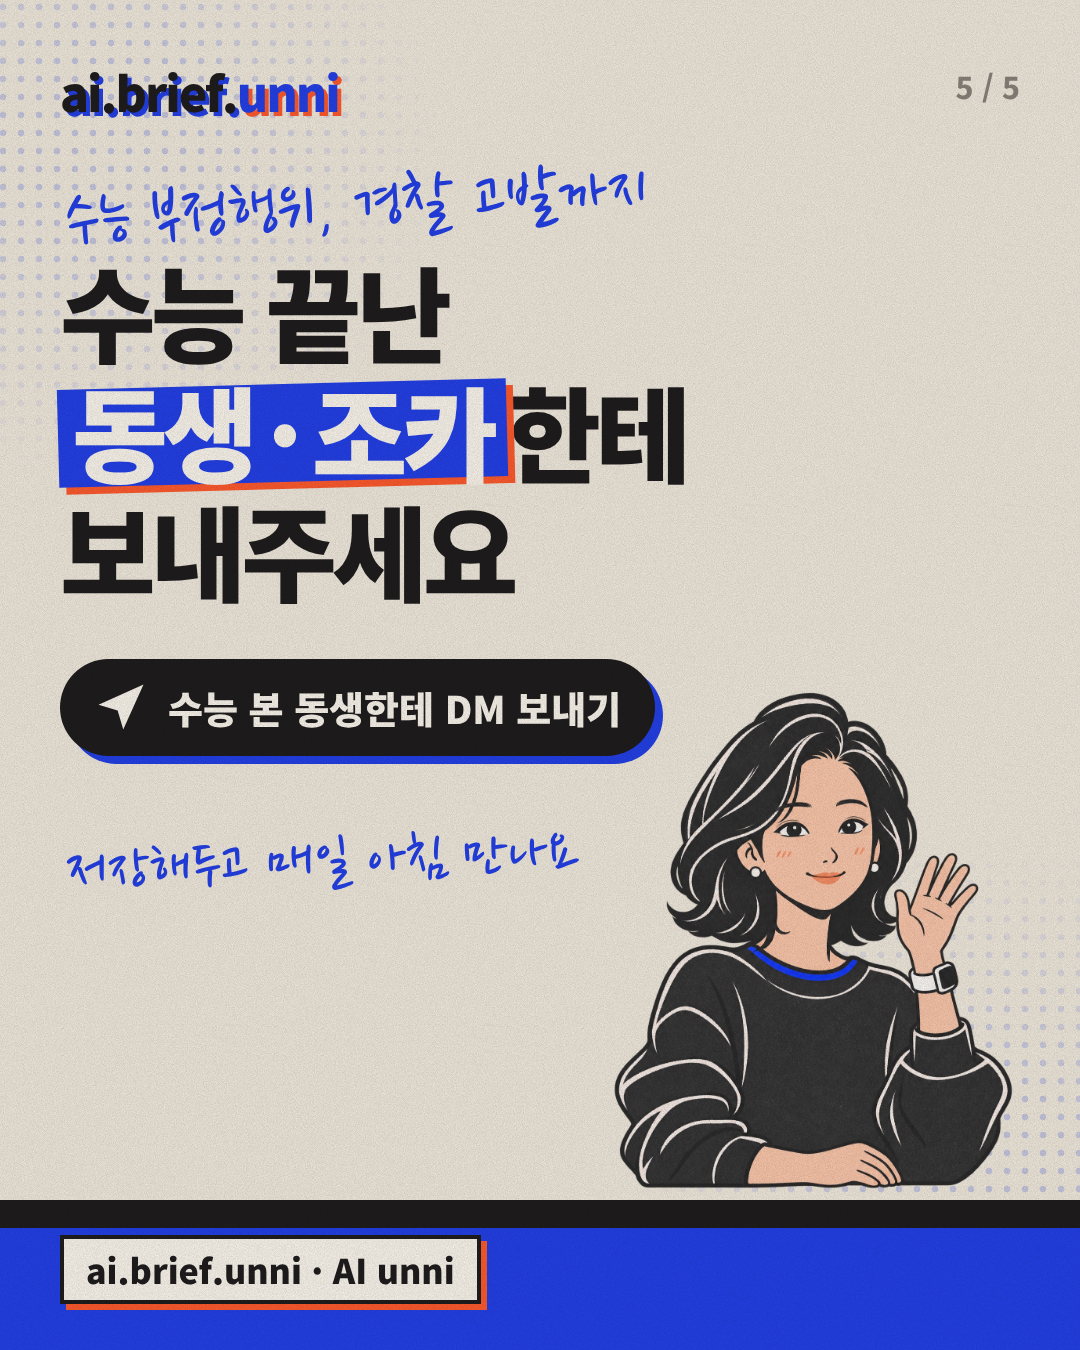 ai.brief.unni
5 / 5
수능 부정행위, 경찰 고발까지
수능 끝난
동생·조카한테
보내주세요
수능 본 동생한테 DM 보내기
저장해두고 매일 아침 만나요
ai.brief.unni · AI unni